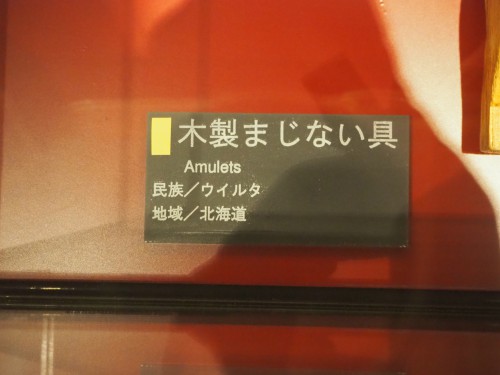 木製まじない具
Amulets
民族／ウイルタ
地域／北海道